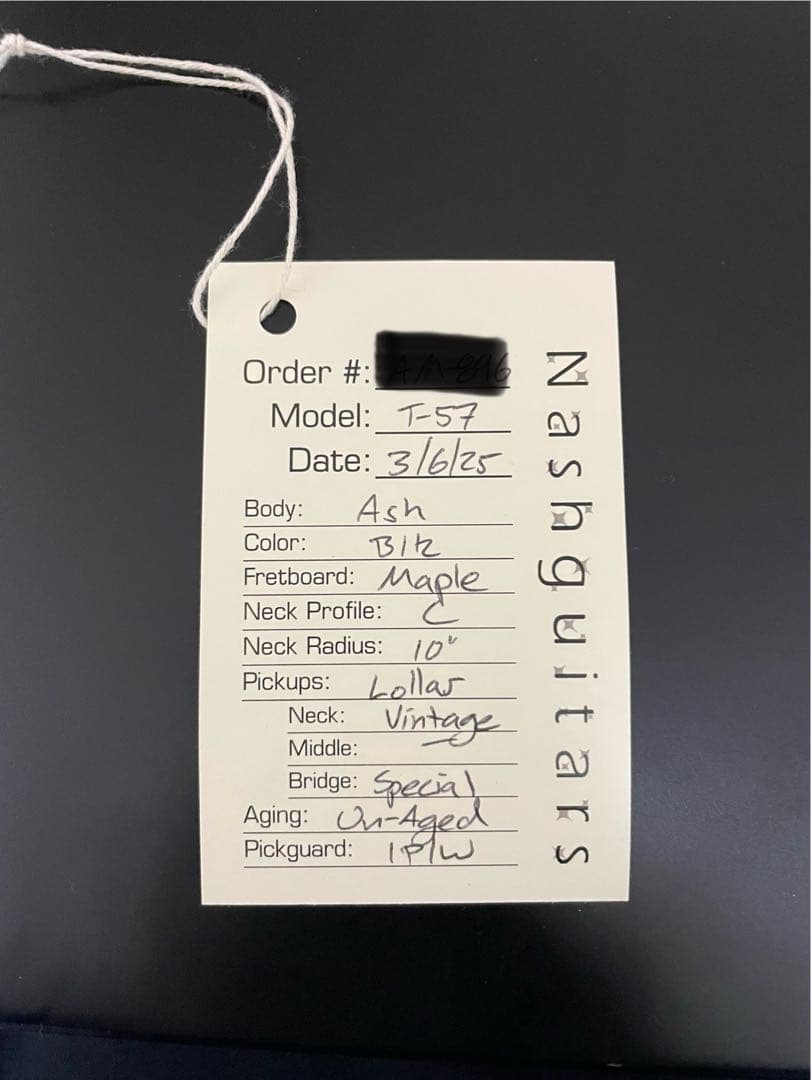 Order #:
Model: T-57
Date: 3/6/25
Body: Ash
Color: Blk
Fretboard: Maple
Neck Profile: C
Neck Radius: 10"
Pickups: Lollar
Neck: Vintage
Middle: —
Bridge: Special
Aging: Un-Aged
Pickguard: 1P/W
Nashguitars